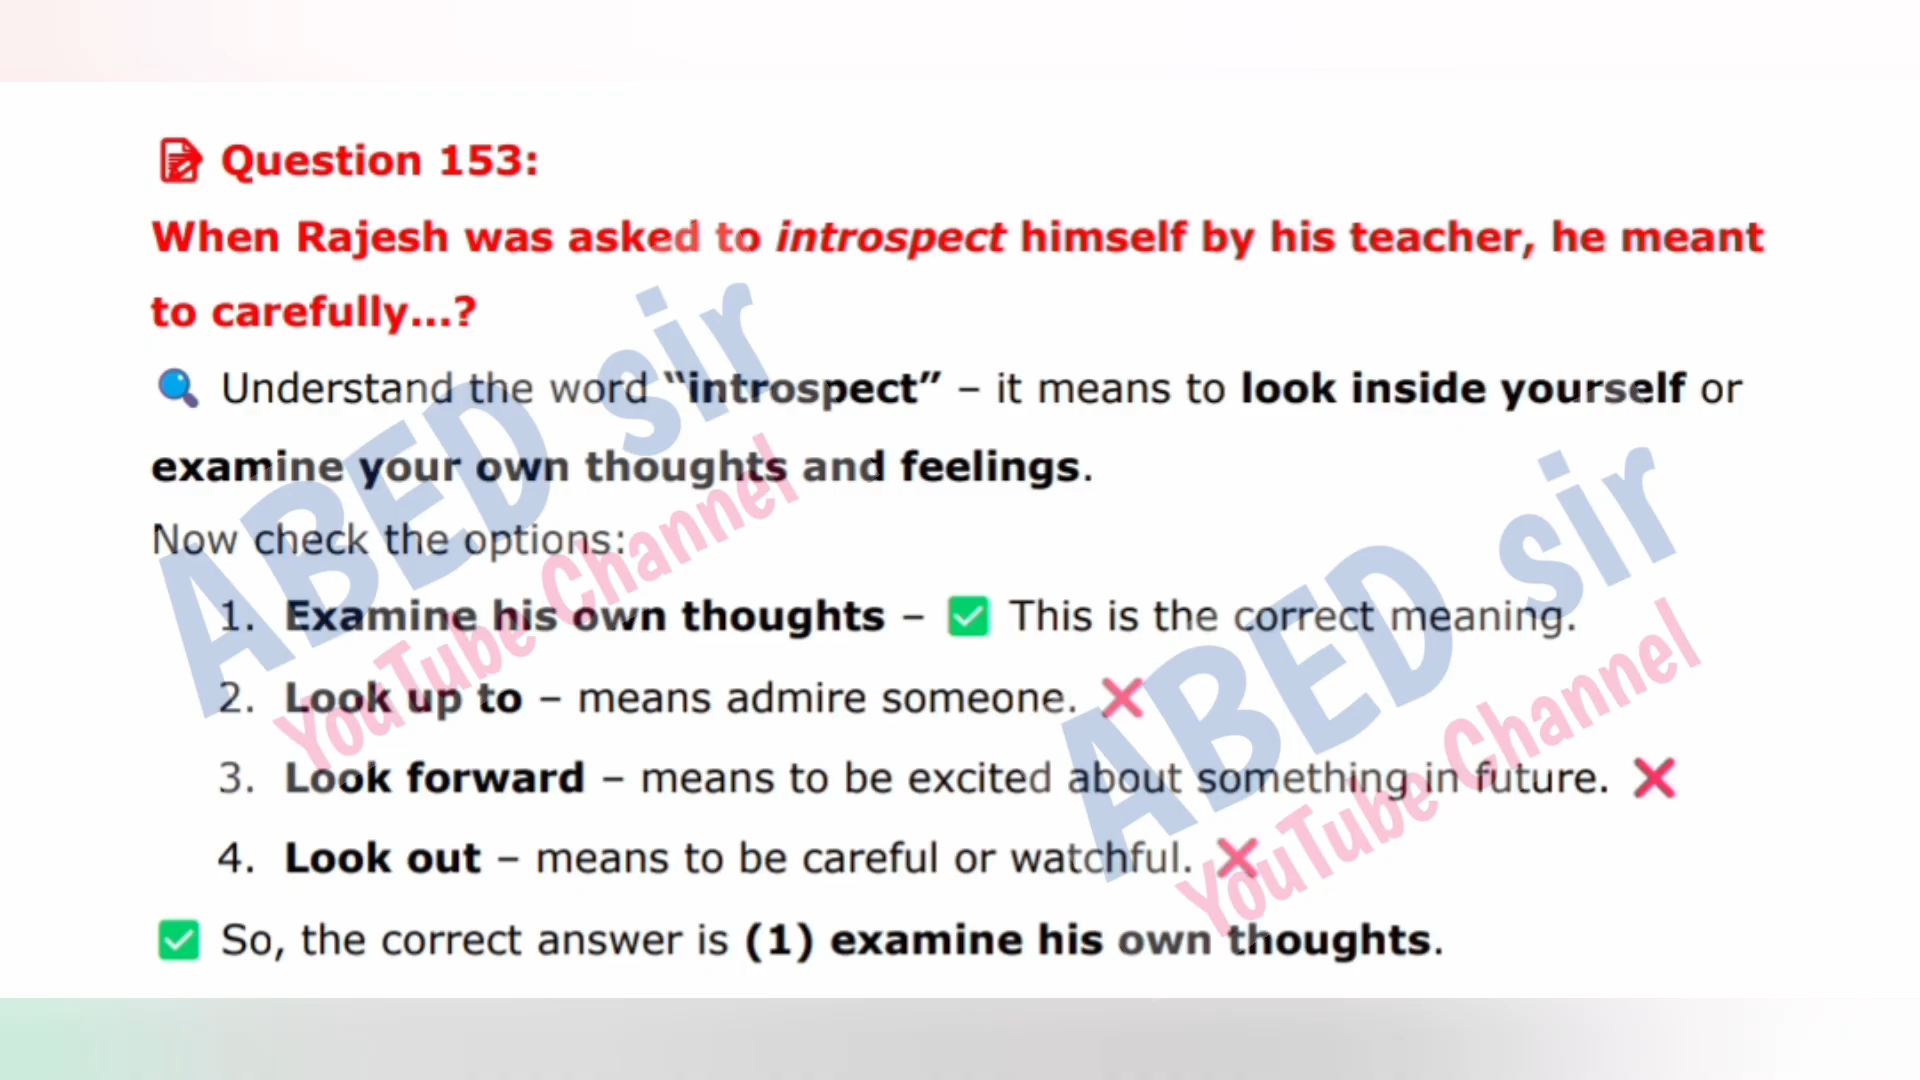 Question 153:
When Rajesh was asked to introspect himself by his teacher, he meant
to carefully...?
Understand the word “introspect” – it means to look inside yourself or
examine your own thoughts and feelings.
Now check the options:
1. Examine his own thoughts – This is the correct meaning.
2. Look up to – means admire someone.
3. Look forward – means to be excited about something in future.
4. Look out – means to be careful or watchful.
So, the correct answer is (1) examine his own thoughts.
ABED sir
YouTube Channel
ABED sir
YouTube Channel